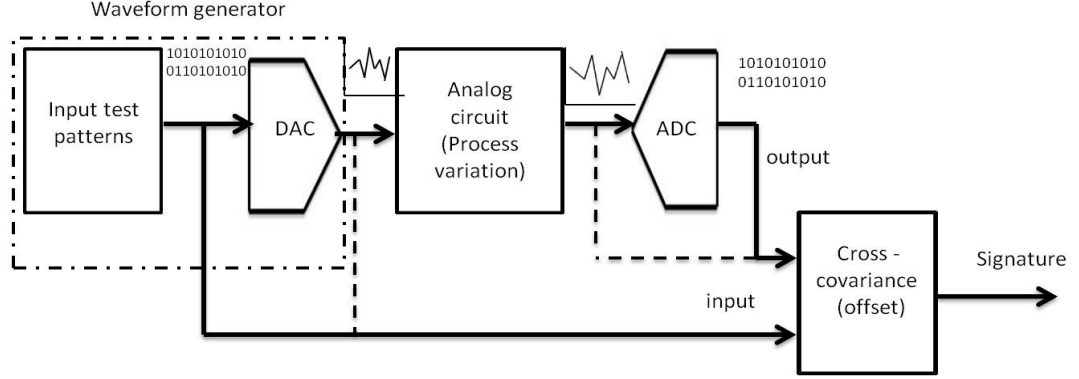 Waveform generator
Input test
patterns
1010101010
0110101010
DAC
Analog
circuit
(Process
variation)
ADC
1010101010
0110101010
output
input
Cross -
covariance
(offset)
Signature